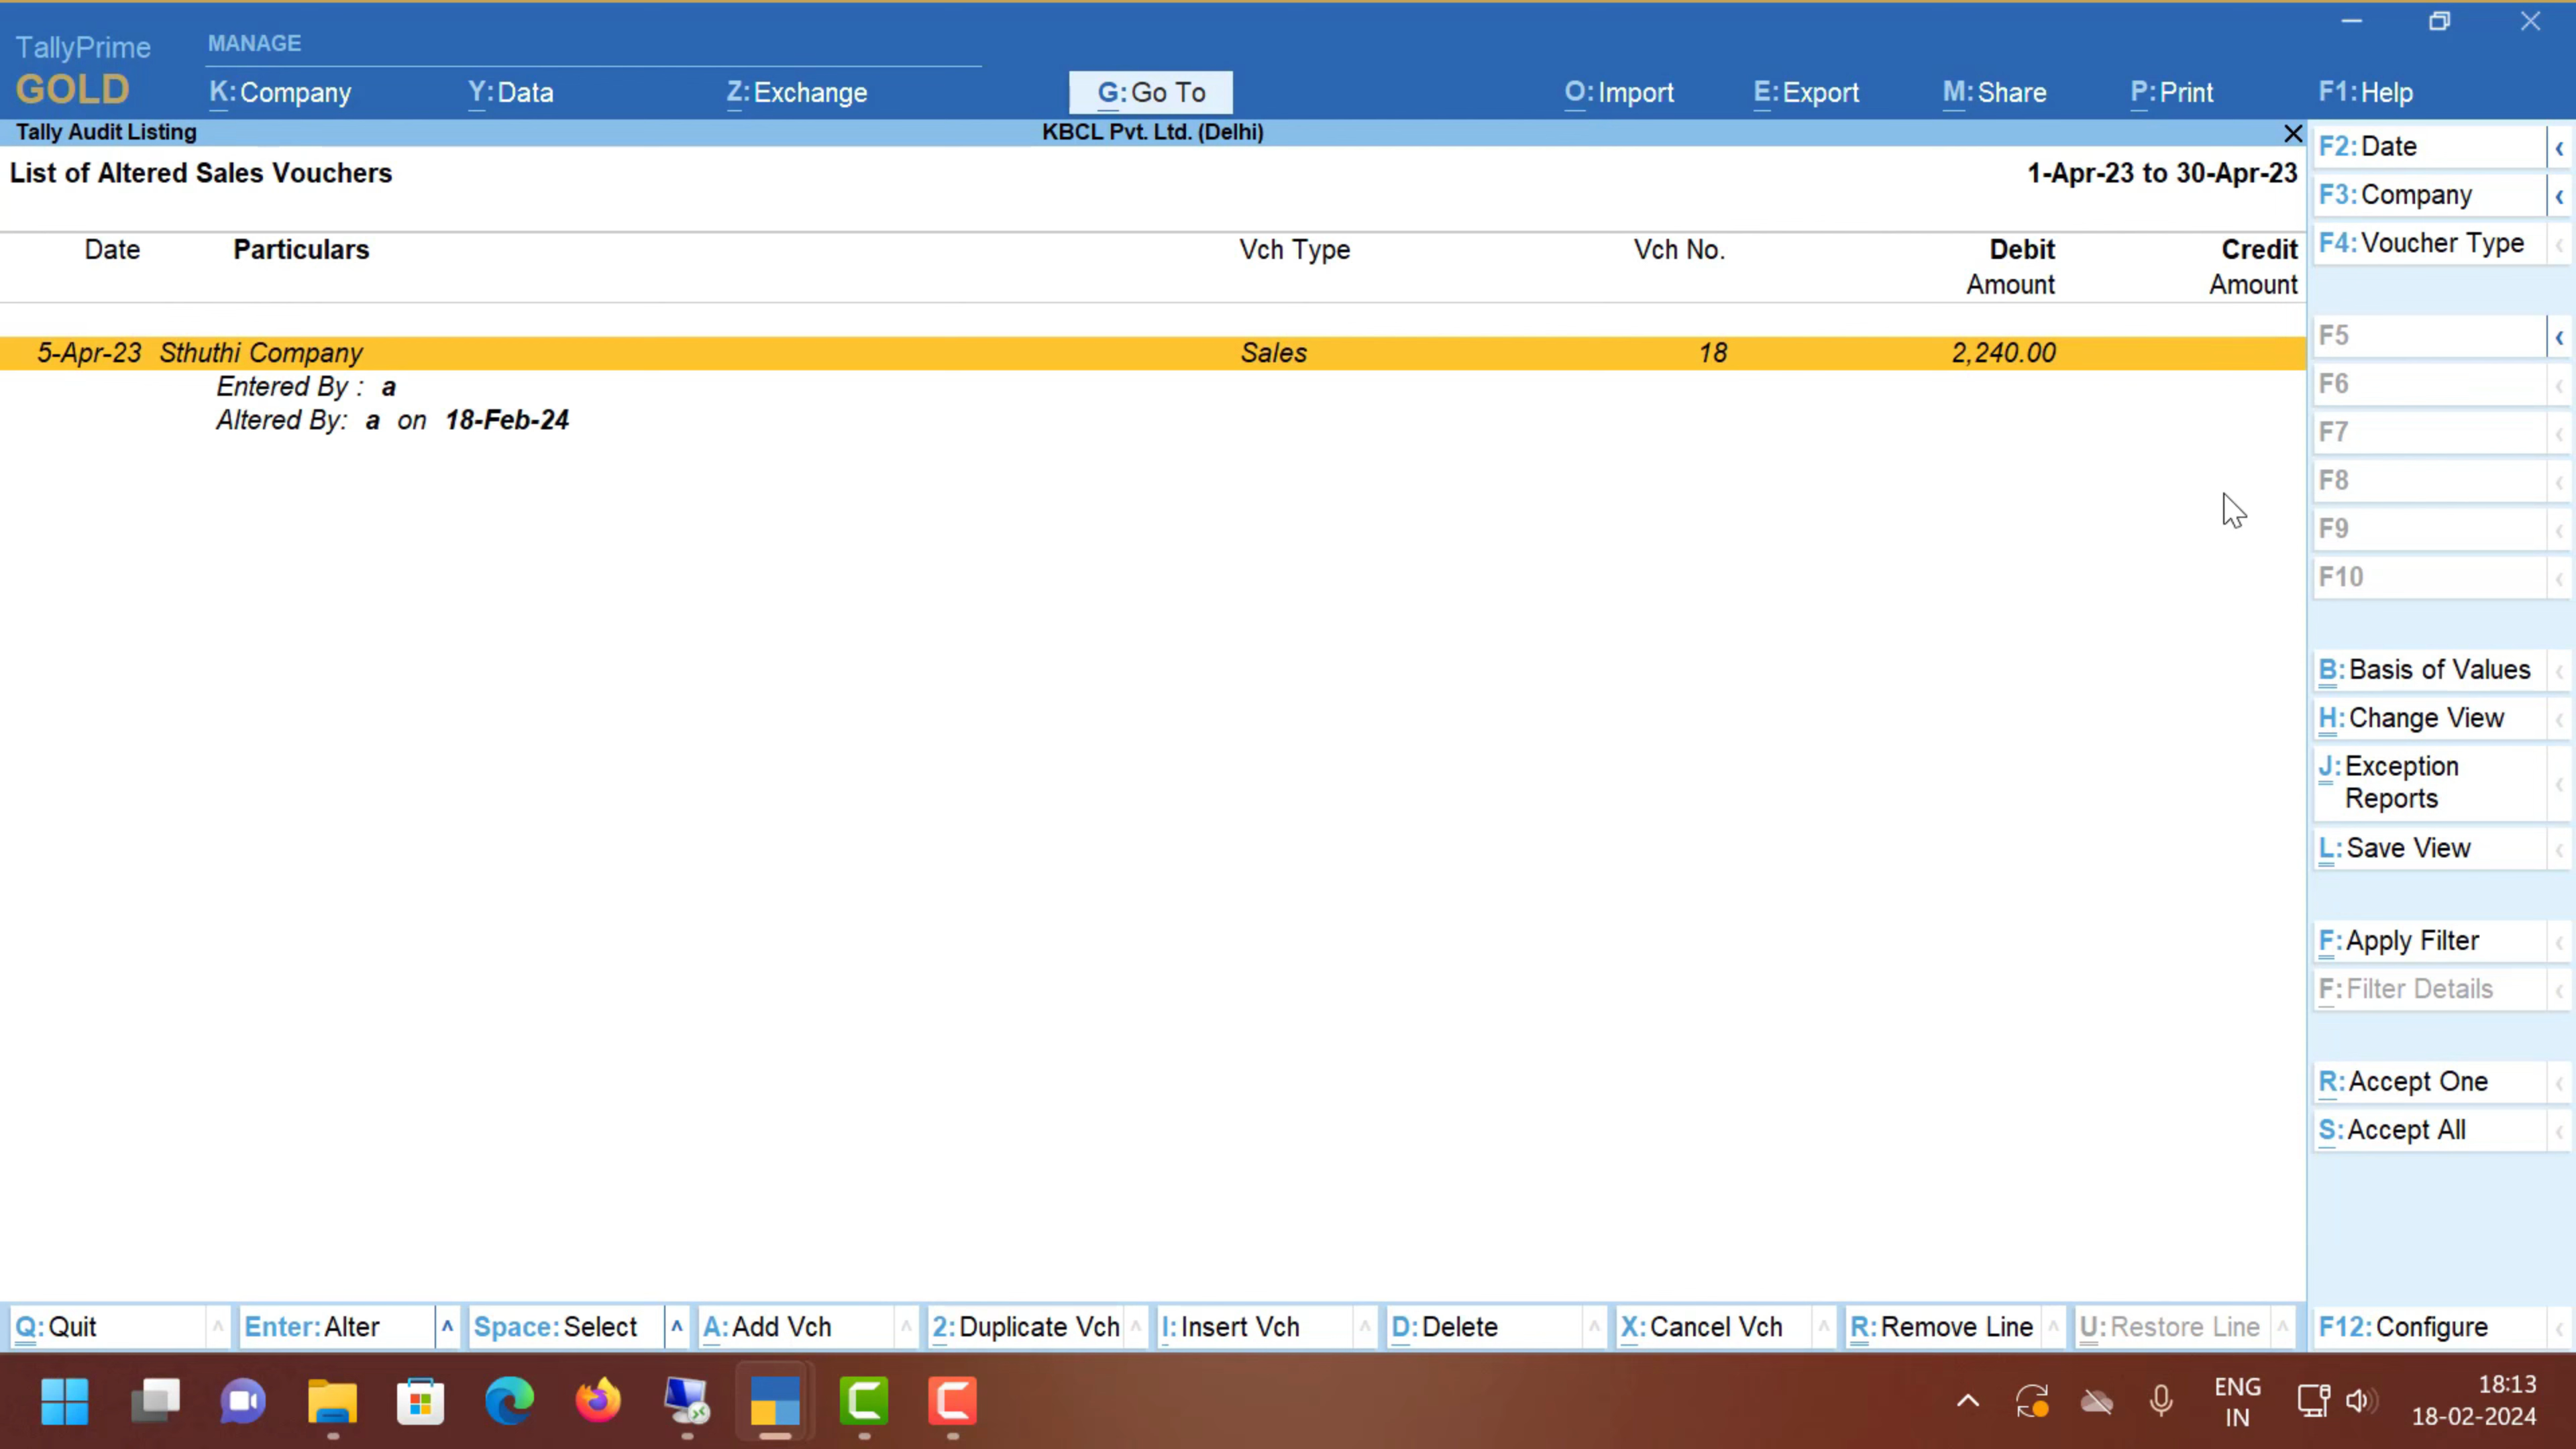 TallyPrime
GOLD
MANAGE
K: Company
Y: Data
Z: Exchange
G: Go To
O: Import
E: Export
M: Share
P: Print
F1: Help
Tally Audit Listing
KBCL Pvt. Ltd. (Delhi)
List of Altered Sales Vouchers
1-Apr-23 to 30-Apr-23
Date Particulars Vch Type Vch No. Debit Credit
Amount Amount
5-Apr-23 Sthuthi Company Sales 18 2,240.00
Entered By : a
Altered By: a on 18-Feb-24
F2: Date
F3: Company
F4: Voucher Type
F5
F6
F7
F8
F9
F10
B: Basis of Values
H: Change View
J: Exception
Reports
L: Save View
F: Apply Filter
F: Filter Details
R: Accept One
S: Accept All
F12: Configure
Q: Quit
Enter: Alter
Space: Select
A: Add Vch
2: Duplicate Vch
I: Insert Vch
D: Delete
X: Cancel Vch
R: Remove Line
U: Restore Line
ENG
IN
18:13
18-02-2024